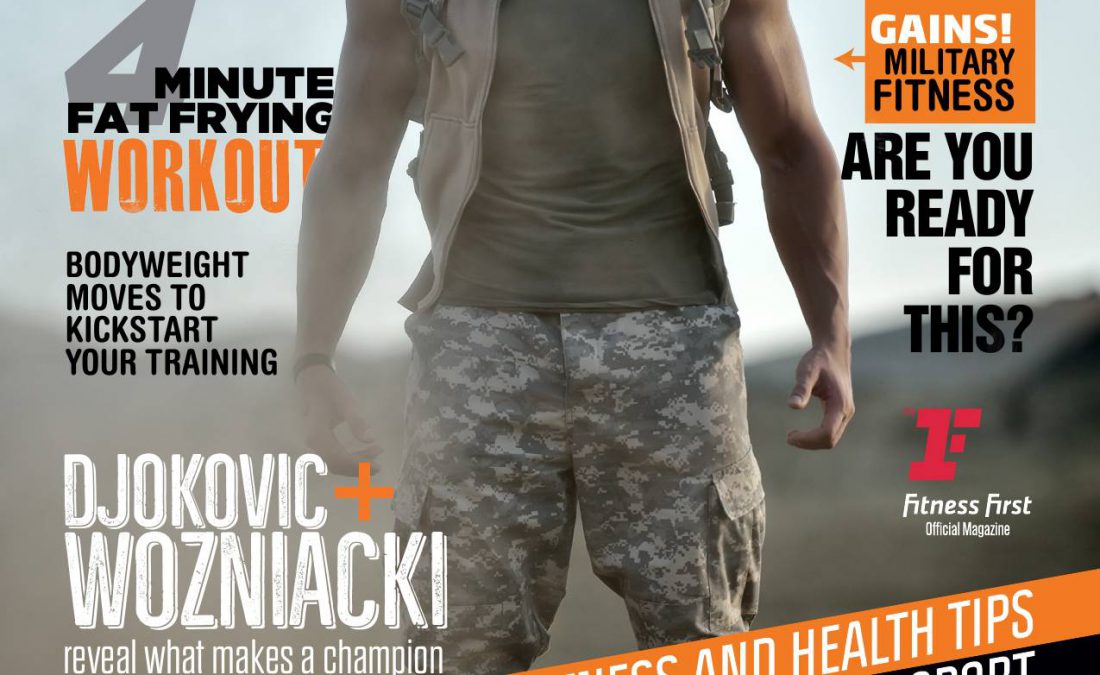 4
MINUTE
FAT FRYING
WORKOUT
BODYWEIGHT
MOVES TO
KICKSTART
YOUR TRAINING
DJOKOVIC +
WOZNIACKI
reveal what makes a champion
GAINS!
MILITARY
FITNESS
ARE YOU
READY
FOR
THIS?
Fitness First
Official Magazine
AND HEALTH TIPS
SPORT